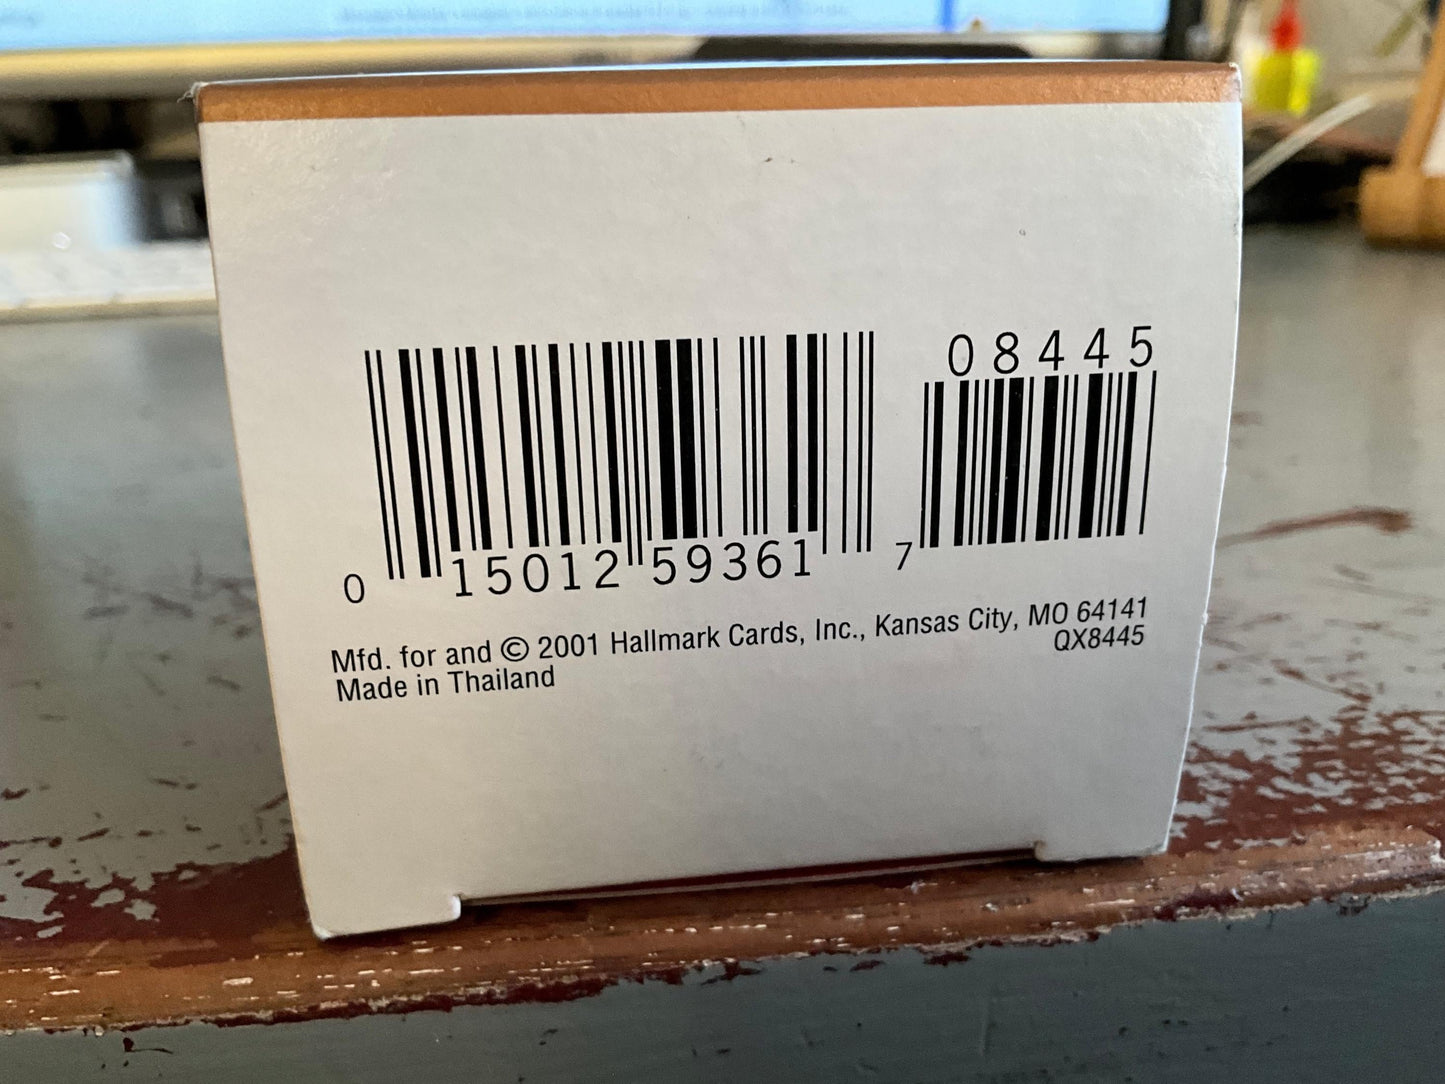 08445
0 15012 59361 7
Mfd. for and © 2001 Hallmark Cards, Inc., Kansas City, MO 64141
QX8445
Made in Thailand